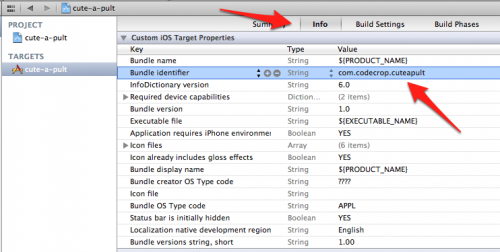 cute-a-pult
PROJECT
cute-a-pult
TARGETS
cute-a-pult
Info
Build Settings
Build Phases
Custom iOS Target Properties
Key Type Value
Bundle name String ${PRODUCT_NAME}
Bundle identifier String com.codecrop.cuteapult
InfoDictionary version String 6.0
Required device capabilities Diction... (2 items)
Bundle version String 1.0
Executable file String ${EXECUTABLE_NAME}
Application requires iPhone environmen Boolean YES
Icon files Array (6 items)
Icon already includes gloss effects Boolean YES
Bundle display name String ${PRODUCT_NAME}
Bundle creator OS Type code String ????
Icon file String
Bundle OS Type code String APPL
Status bar is initially hidden Boolean YES
Localization native development region String English
Bundle versions string, short String 1.00